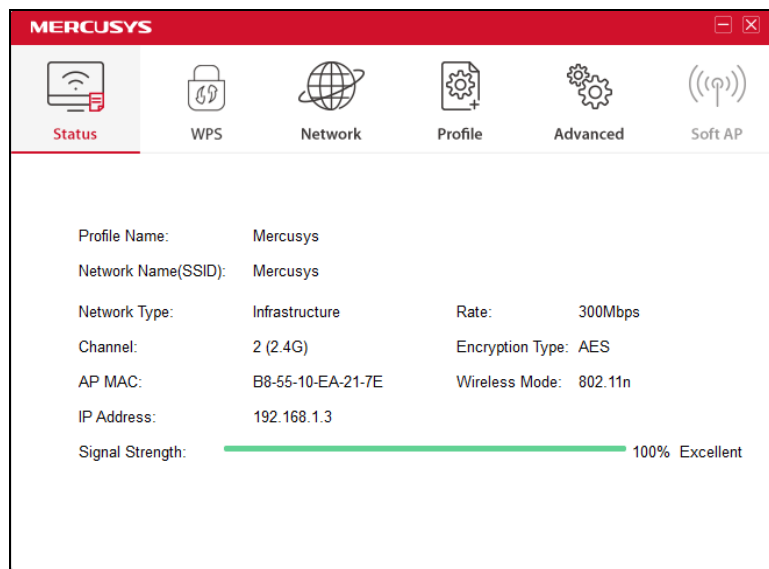 MERCUSYS
Status WPS Network Profile Advanced Soft AP
Profile Name: Mercusys
Network Name(SSID): Mercusys
Network Type: Infrastructure Rate: 300Mbps
Channel: 2 (2.4G) Encryption Type: AES
AP MAC: B8-55-10-EA-21-7E Wireless Mode: 802.11n
IP Address: 192.168.1.3
Signal Strength: 100% Excellent